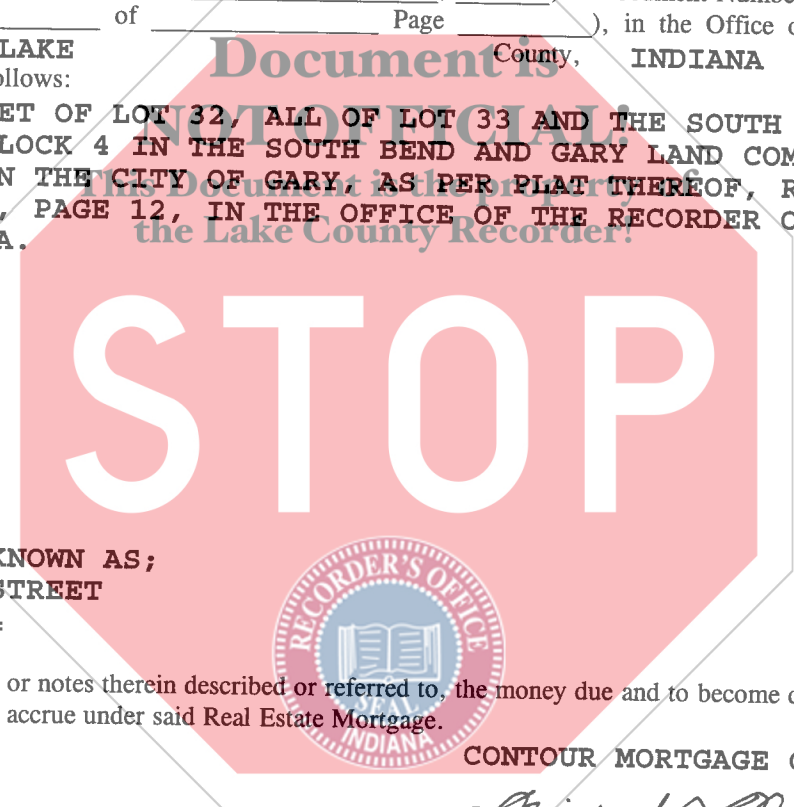 of Page ), in the Office
LAKE County, INDIANA
ollows:
Document is
NOT OFFICIAL!
This Document is the property of
the Lake County Recorder!
ET OF LOT 32, ALL OF LOT 33 AND THE SOUTH
LOCK 4 IN THE SOUTH BEND AND GARY LAND COM
N THE CITY OF GARY, AS PER PLAT THEREOF, R
, PAGE 12, IN THE OFFICE OF THE RECORDER O
A.
STOP
KNOWN AS;
STREET
RECORDER'S OFFICE
SEAL
INDIANA
or notes therein described or referred to, the money due and to become d
accrue under said Real Estate Mortgage.
CONTOUR MORTGAGE C